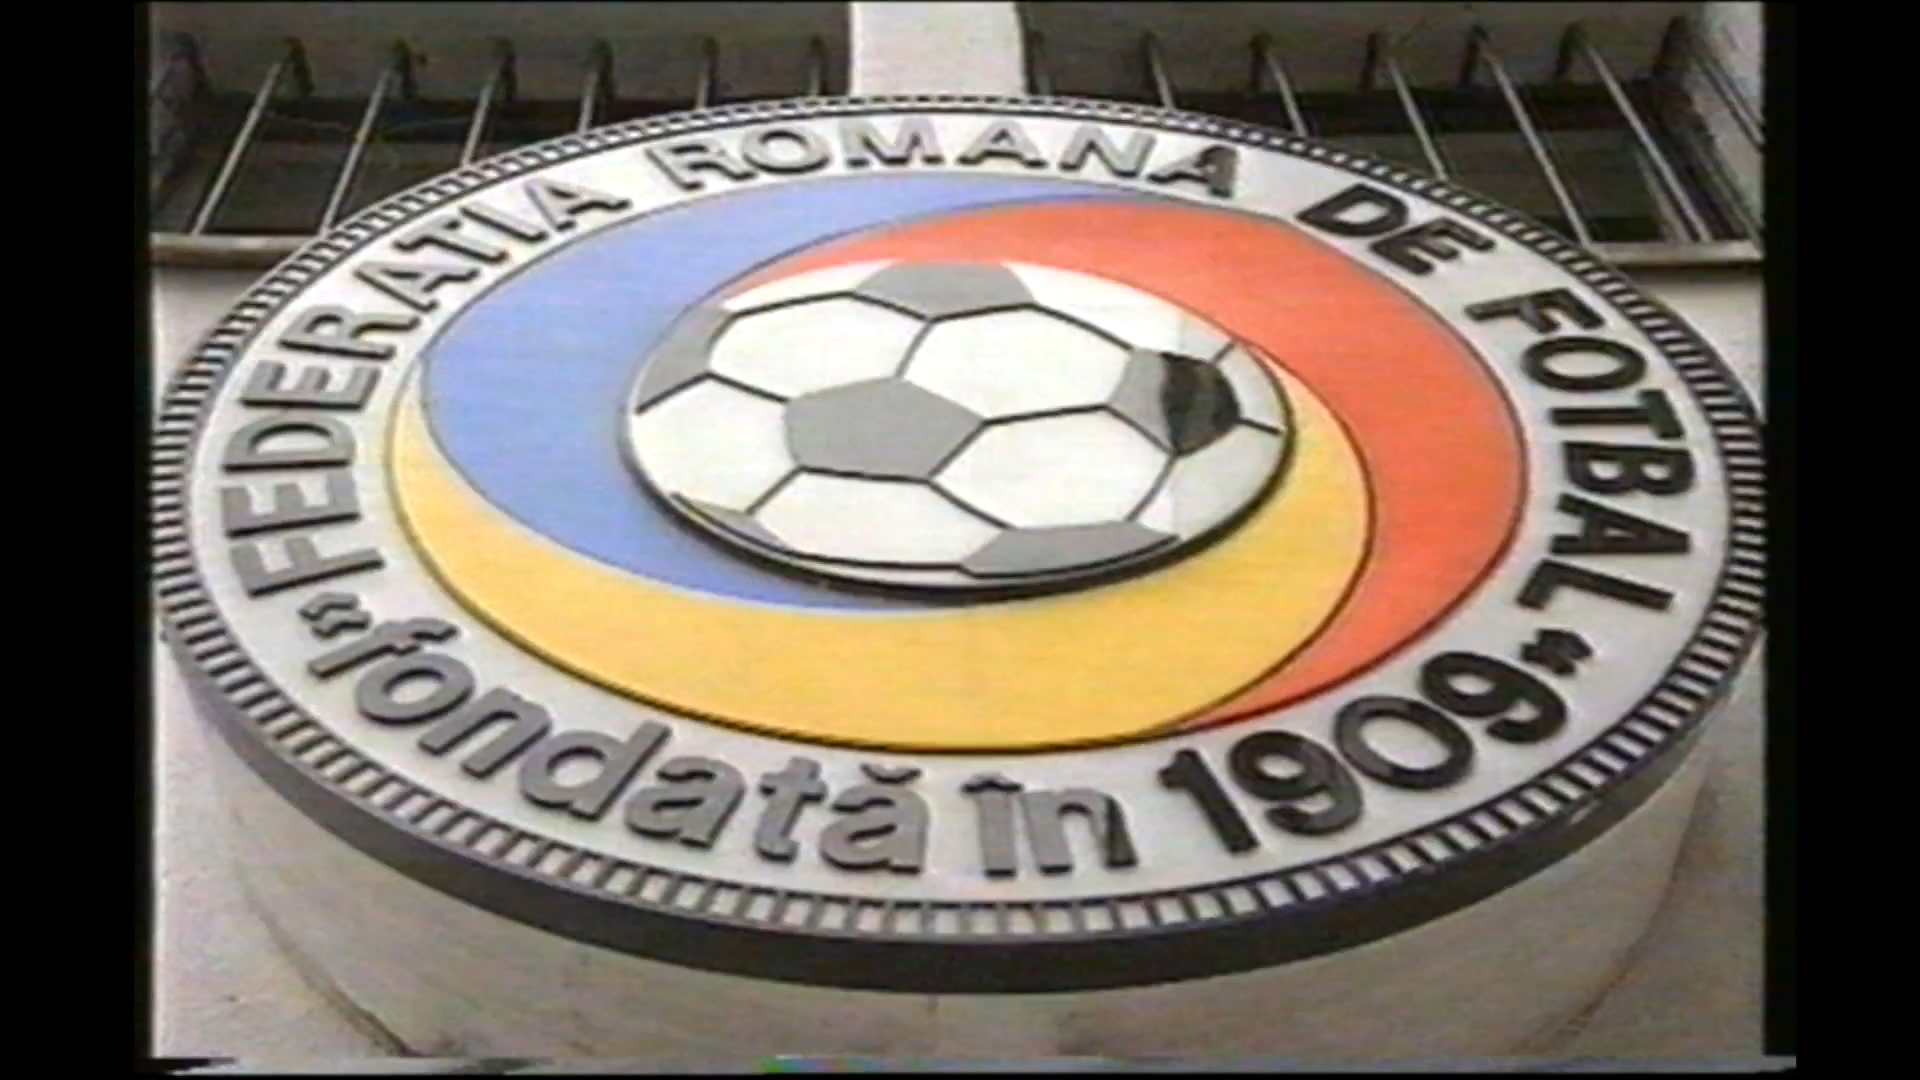 FEDERATIA ROMANA DE FOTBAL
“fondată în 1909“